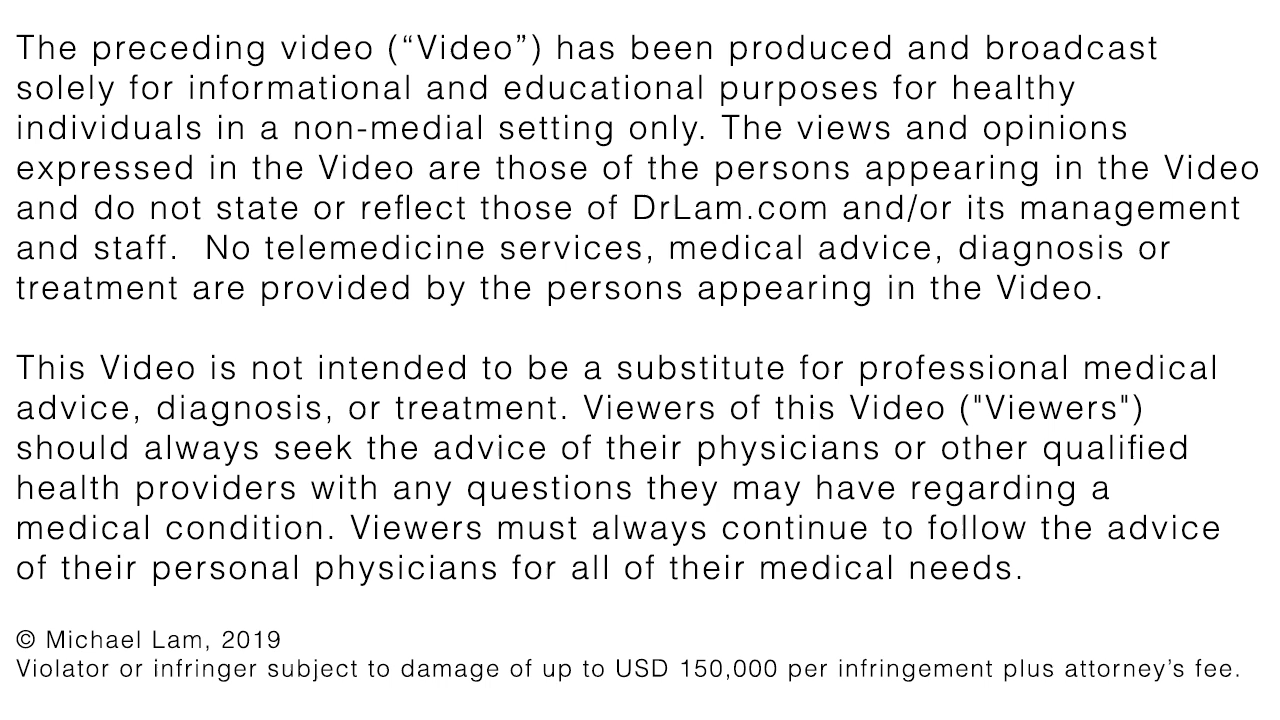 The preceding video (“Video”) has been produced and broadcast
solely for informational and educational purposes for healthy
individuals in a non-medial setting only. The views and opinions
expressed in the Video are those of the persons appearing in the Video
and do not state or reflect those of DrLam.com and/or its management
and staff.  No telemedicine services, medical advice, diagnosis or
treatment are provided by the persons appearing in the Video.
This Video is not intended to be a substitute for professional medical
advice, diagnosis, or treatment. Viewers of this Video ("Viewers")
should always seek the advice of their physicians or other qualified
health providers with any questions they may have regarding a
medical condition. Viewers must always continue to follow the advice
of their personal physicians for all of their medical needs.
© Michael Lam, 2019
Violator or infringer subject to damage of up to USD 150,000 per infringement plus attorney’s fee.